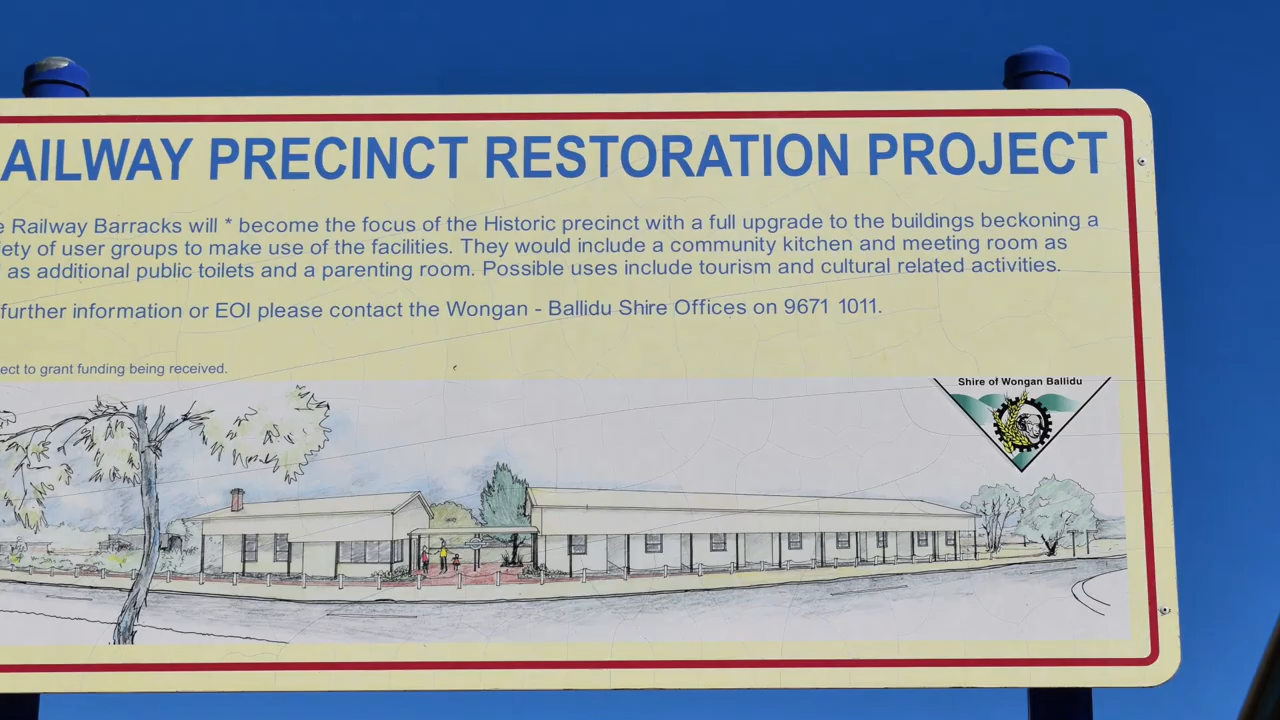 AILWAY PRECINCT RESTORATION PROJECT
e Railway Barracks will * become the focus of the Historic precinct with a full upgrade to the buildings beckoning a
iety of user groups to make use of the facilities. They would include a community kitchen and meeting room as
as additional public toilets and a parenting room. Possible uses include tourism and cultural related activities.
further information or EOI please contact the Wongan - Ballidu Shire Offices on 9671 1011.
ect to grant funding being received.
Shire of Wongan Ballidu